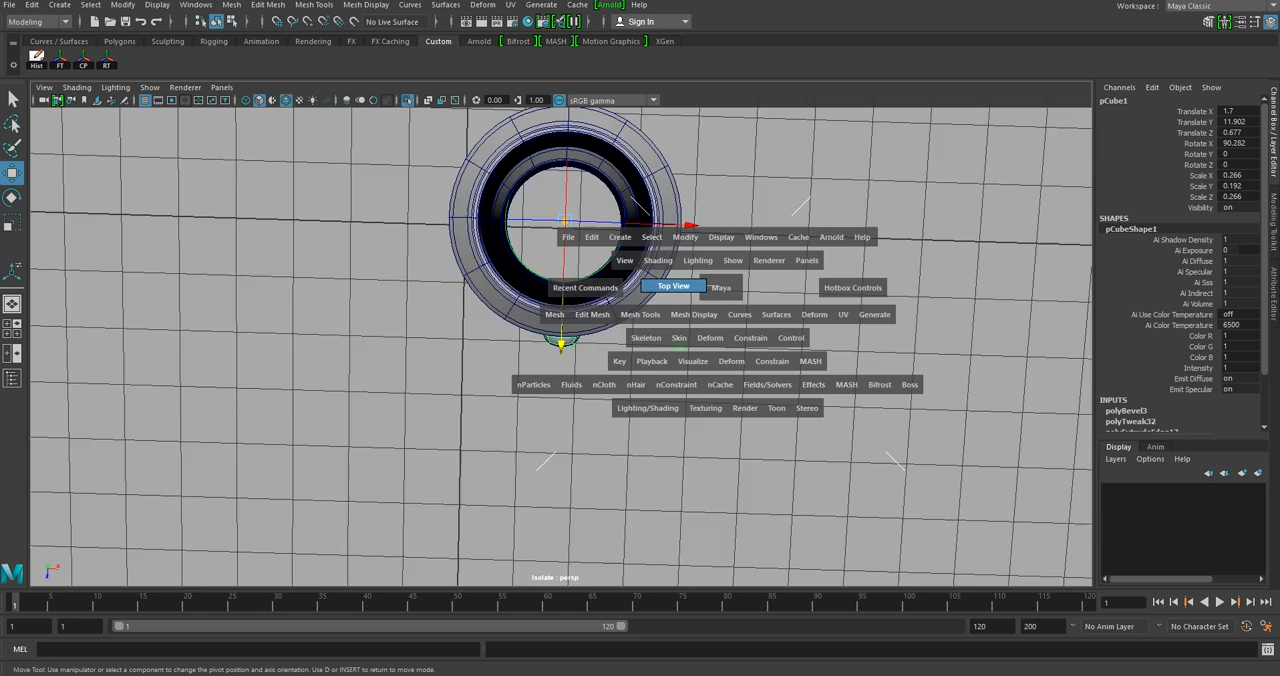 File Edit Create Select Modify Display Windows Mesh Edit Mesh Mesh Tools Mesh Display Curves Surfaces Deform UV Generate Cache [Arnold] Help
Workspace : Maya Classic
Modeling No Live Surface Sign In
Curves / Surfaces Polygons Sculpting Rigging Animation Rendering FX FX Caching Custom Arnold Bifrost MASH Motion Graphics XGen
Hist FT CP RT
View Shading Lighting Show Renderer Panels
0.00 1.00 sRGB gamma
Channels Edit Object Show
pCube1
Translate X 1.7
Translate Y 11.902
Translate Z 0.677
Rotate X 90.282
Rotate Y 0
Rotate Z 0
Scale X 0.266
Scale Y 0.192
Scale Z 0.266
Visibility on
SHAPES
pCubeShape1
Ai Shadow Density 1
Ai Exposure 0
Ai Diffuse 1
Ai Specular 1
Ai Sss 1
Ai Indirect 1
Ai Volume 1
Ai Use Color Temperature off
Ai Color Temperature 6500
Color R 1
Color G 1
Color B 1
Intensity 1
Emit Diffuse on
Emit Specular on
INPUTS
polyBevel3
polyTweak32
Display Anim
Layers Options Help
Channel Box / Layer Editor
Modeling Toolkit
Attribute Editor
File Edit Create Select Modify Display Windows Cache Arnold Help
View Shading Lighting Show Renderer Panels
Recent Commands Top View Maya Hotbox Controls
Mesh Edit Mesh Mesh Tools Mesh Display Curves Surfaces Deform UV Generate
Skeleton Skin Deform Constrain Control
Key Playback Visualize Deform Constrain MASH
nParticles Fluids nCloth nHair nConstraint nCache Fields/Solvers Effects MASH Bifrost Boss
Lighting/Shading Texturing Render Toon Stereo
Isolate : persp
1 5 10 15 20 25 30 35 40 45 50 55 60 65 70 75 80 85 90 95 100 105 110 115 120 1
1 1 1 120 120 200 No Anim Layer No Character Set
MEL
Move Tool: Use manipulator or select a component to change the pivot position and axis orientation. Use D or INSERT to return to move mode.